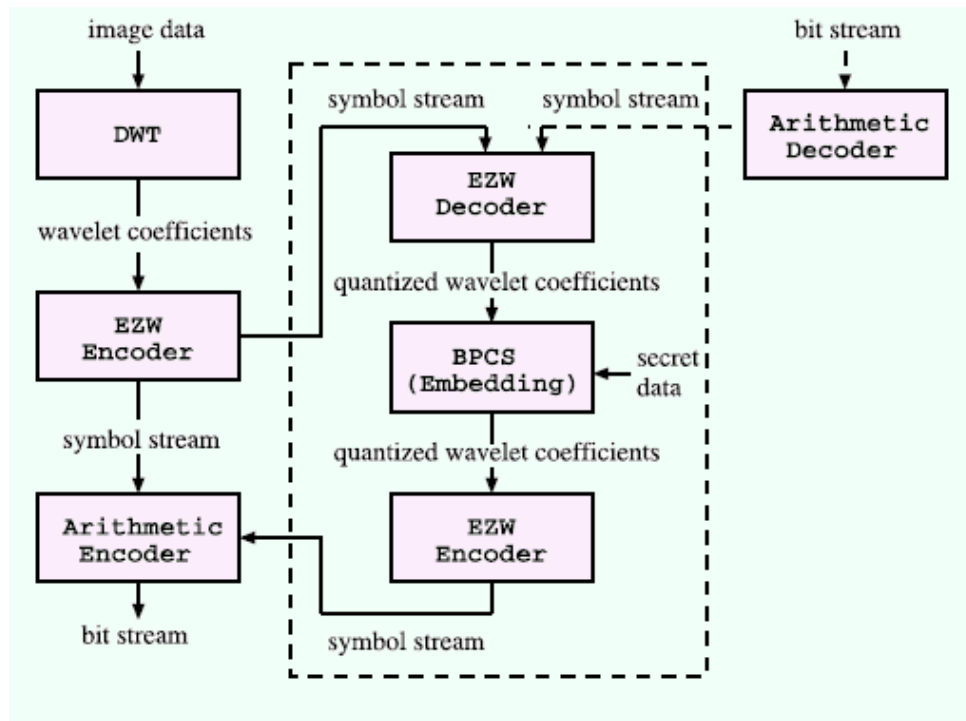 image data
DWT
wavelet coefficients
EZW
Encoder
symbol stream
Arithmetic
Encoder
bit stream
symbol stream
symbol stream
EZW
Decoder
quantized wavelet coefficients
BPCS
(Embedding)
secret
data
quantized wavelet coefficients
EZW
Encoder
symbol stream
bit stream
Arithmetic
Decoder